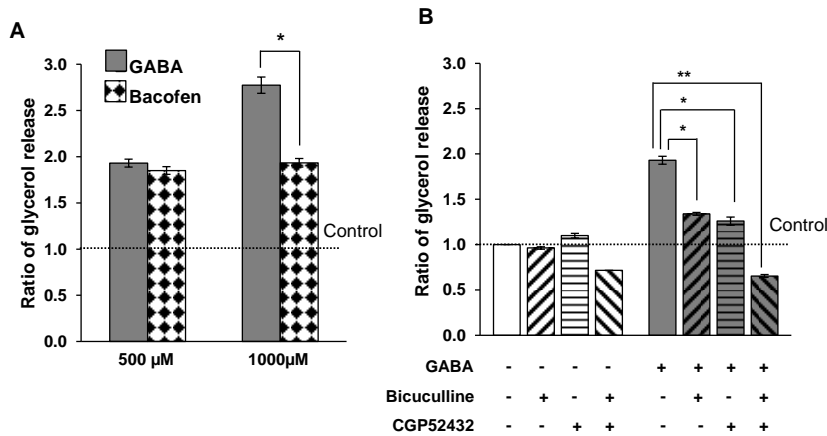 A
Ratio of glycerol release
3.0
2.5
2.0
1.5
1.0
0.5
0.0
GABA
Bacofen
*
Control
500 µM
1000µM
B
Ratio of glycerol release
3.0
2.5
2.0
1.5
1.0
0.5
0.0
**
*
*
Control
GABA - - - - + + + +
Bicuculline - + - + - + - +
CGP52432 - - + + - - + +